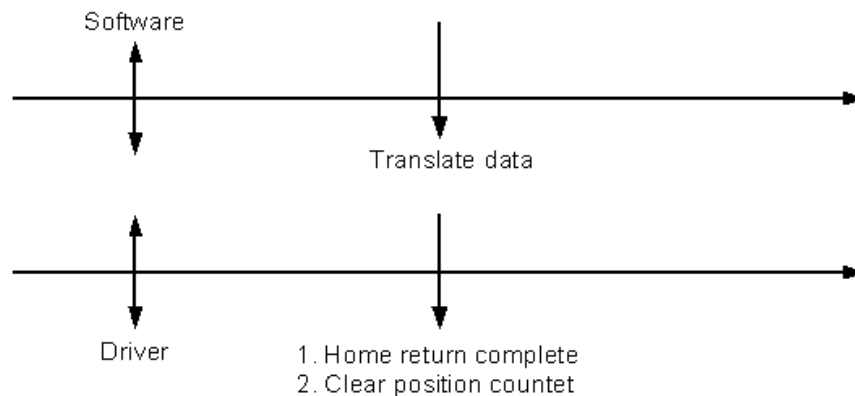 Software
Translate data
Driver
1. Home return complete
2. Clear position countet